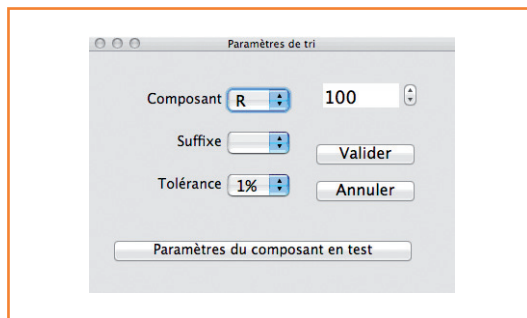 Paramètres de tri
Composant R 100
Suffixe
Valider
Tolérance 1%
Annuler
Paramètres du composant en test